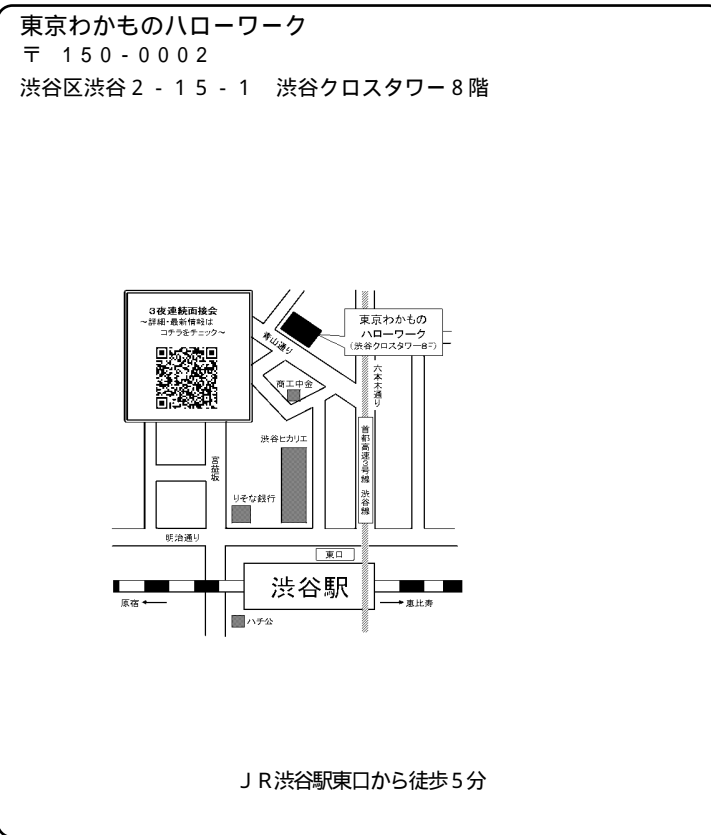 東京わかものハローワーク
〒 150-0002
渋谷区渋谷2-15-1 渋谷クロスタワー8階
3夜連続面接会
~詳細・最新情報は
コチラをチェック~
青山通り
東京わかもの
ハローワーク
(渋谷クロスタワー8F)
六本木通り
商工中金
首都高速3号線 渋谷線
渋谷ヒカリエ
宮益坂
りそな銀行
明治通り
東口
渋谷駅
原宿
恵比寿
ハチ公
JR渋谷駅東口から徒歩5分